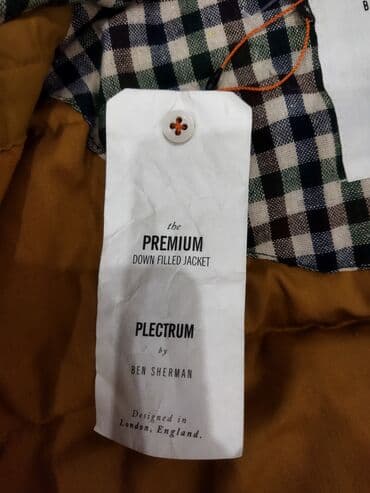 the
PREMIUM
DOWN FILLED JACKET
PLECTRUM
by
BEN SHERMAN
Designed in
London, England.